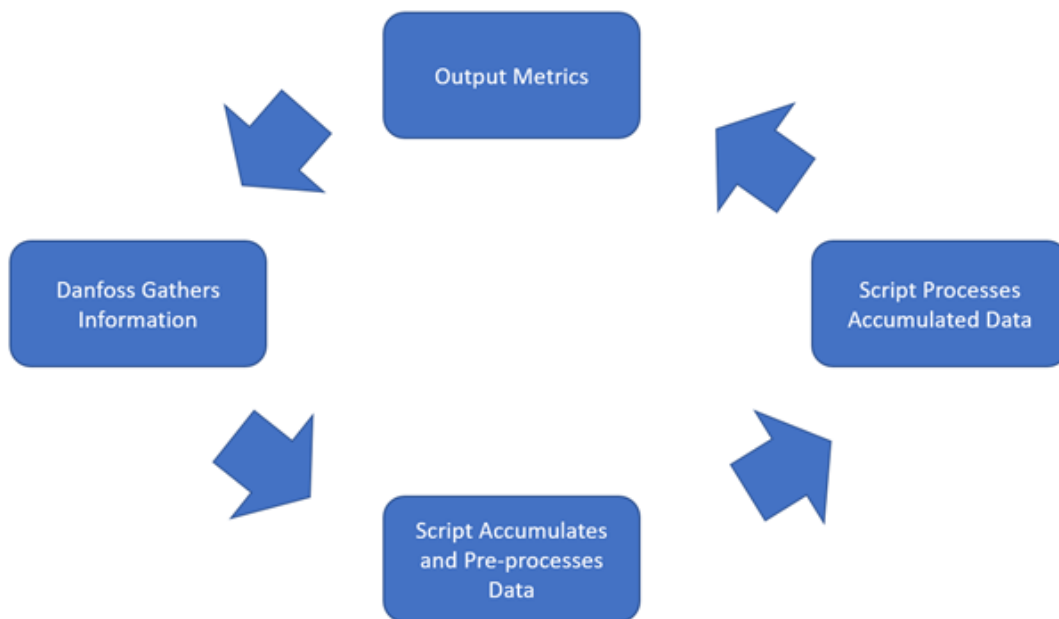 Output Metrics
Danfoss Gathers
Information
Script Processes
Accumulated Data
Script Accumulates
and Pre-processes
Data